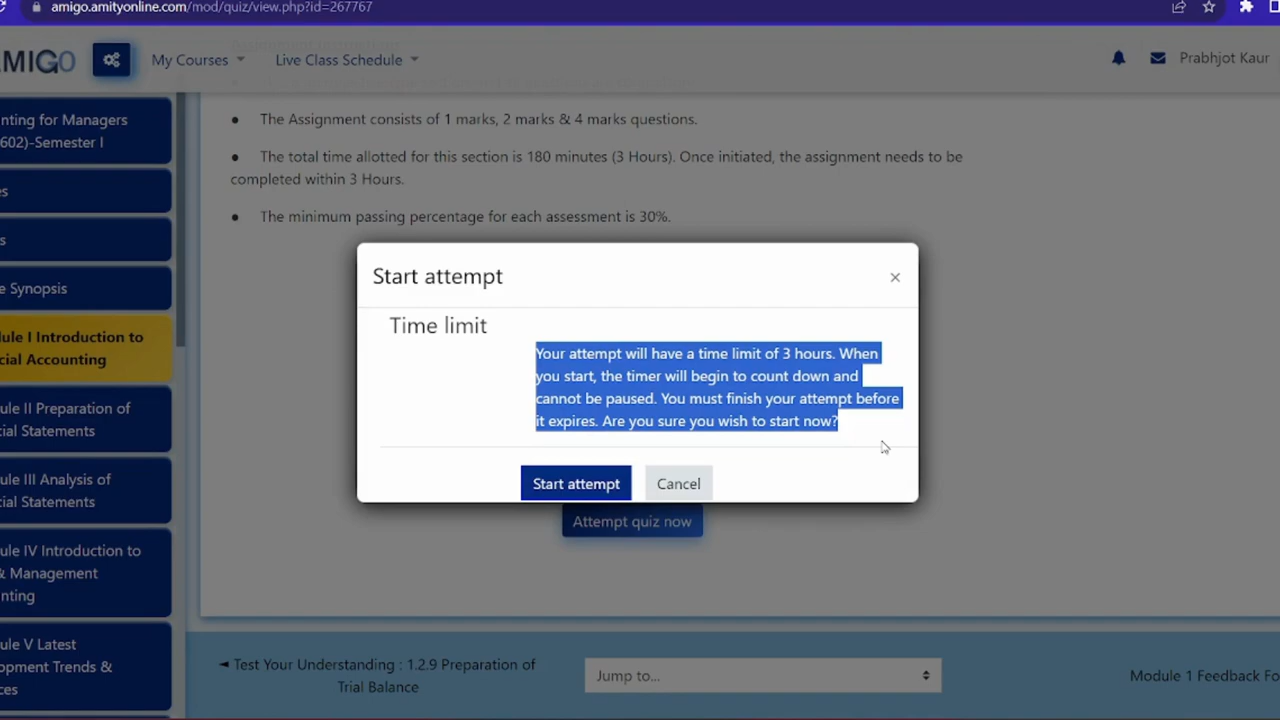 amigo.amityonline.com/mod/quiz/view.php?id=267767
AMIGO
My Courses
Live Class Schedule
Prabhjot Kaur
nting for Managers
602)-Semester I
es
s
e Synopsis
ule I Introduction to
cial Accounting
ule II Preparation of
cial Statements
ule III Analysis of
cial Statements
ule IV Introduction to
& Management
nting
ule V Latest
opment Trends &
ces
● The Assignment consists of 1 marks, 2 marks & 4 marks questions.
● The total time allotted for this section is 180 minutes (3 Hours). Once initiated, the assignment needs to be
completed within 3 Hours.
● The minimum passing percentage for each assessment is 30%.
Start attempt
×
Time limit
Your attempt will have a time limit of 3 hours. When
you start, the timer will begin to count down and
cannot be paused. You must finish your attempt before
it expires. Are you sure you wish to start now?
Start attempt
Cancel
Attempt quiz now
◄ Test Your Understanding : 1.2.9 Preparation of
Trial Balance
Jump to...
Module 1 Feedback Fo